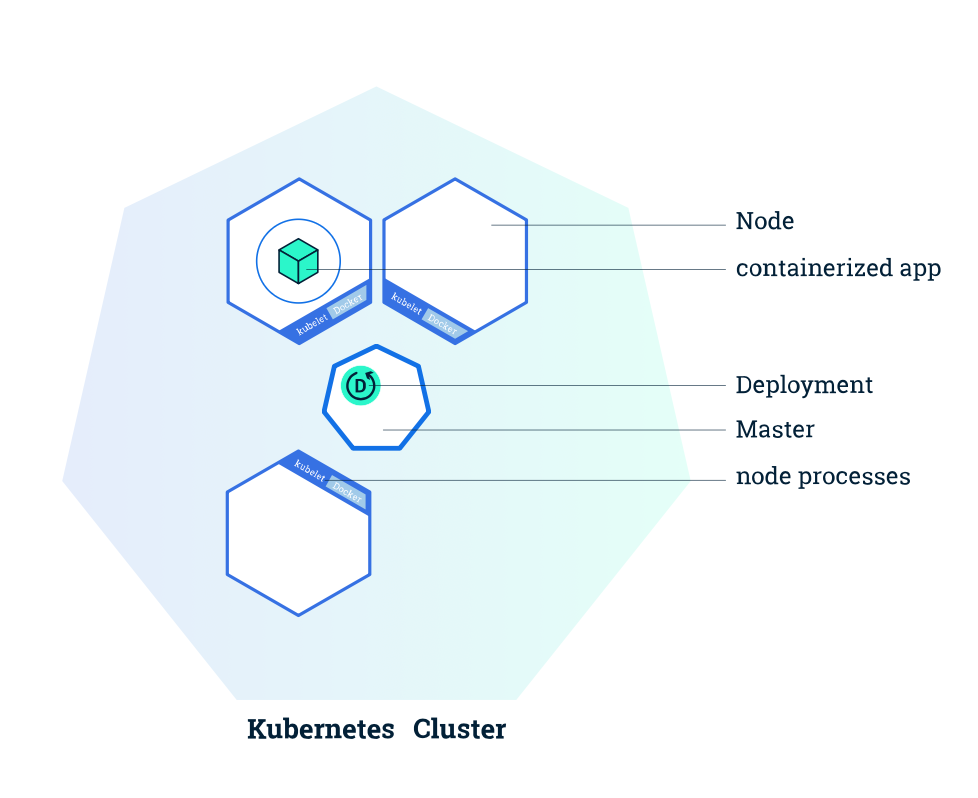 Node
containerized app
kubelet Docker
kubelet Docker
D
Deployment
Master
kubelet Docker
node processes
Kubernetes Cluster